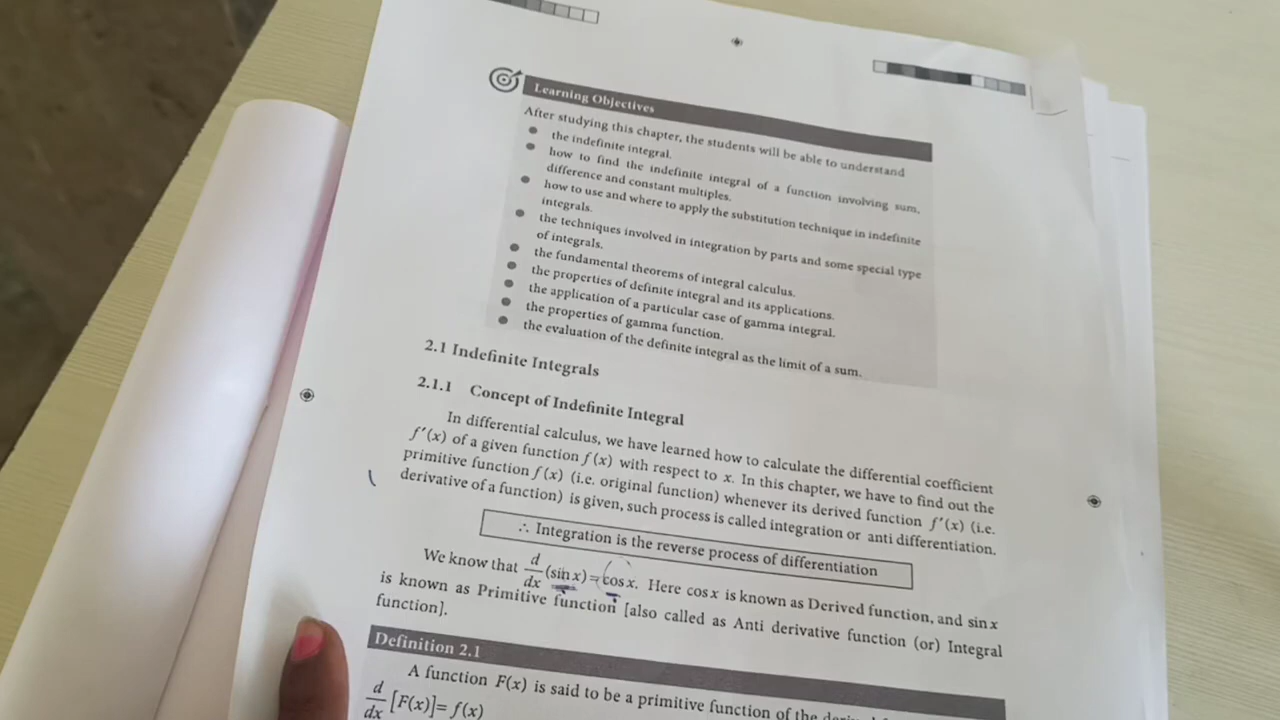 Learning Objectives
After studying this chapter, the students will be able to understand
● the indefinite integral.
● how to find the indefinite integral of a function involving sum,
difference and constant multiples.
● how to use and where to apply the substitution technique in indefinite
integrals.
● the techniques involved in integration by parts and some special type
of integrals.
● the fundamental theorems of integral calculus.
● the properties of definite integral and its applications.
● the application of a particular case of gamma integral.
● the properties of gamma function.
● the evaluation of the definite integral as the limit of a sum.
2.1 Indefinite Integrals
2.1.1 Concept of Indefinite Integral
In differential calculus, we have learned how to calculate the differential coefficient
f'(x) of a given function f(x) with respect to x. In this chapter, we have to find out the
primitive function f(x) (i.e. original function) whenever its derived function f'(x) (i.e.
derivative of a function) is given, such process is called integration or anti differentiation.
∴ Integration is the reverse process of differentiation
We know that d/dx (sin x) = cos x. Here cos x is known as Derived function, and sin x
is known as Primitive function [also called as Anti derivative function (or) Integral
function].
Definition 2.1
A function F(x) is said to be a primitive function of the
d/dx [F(x)] = f(x)